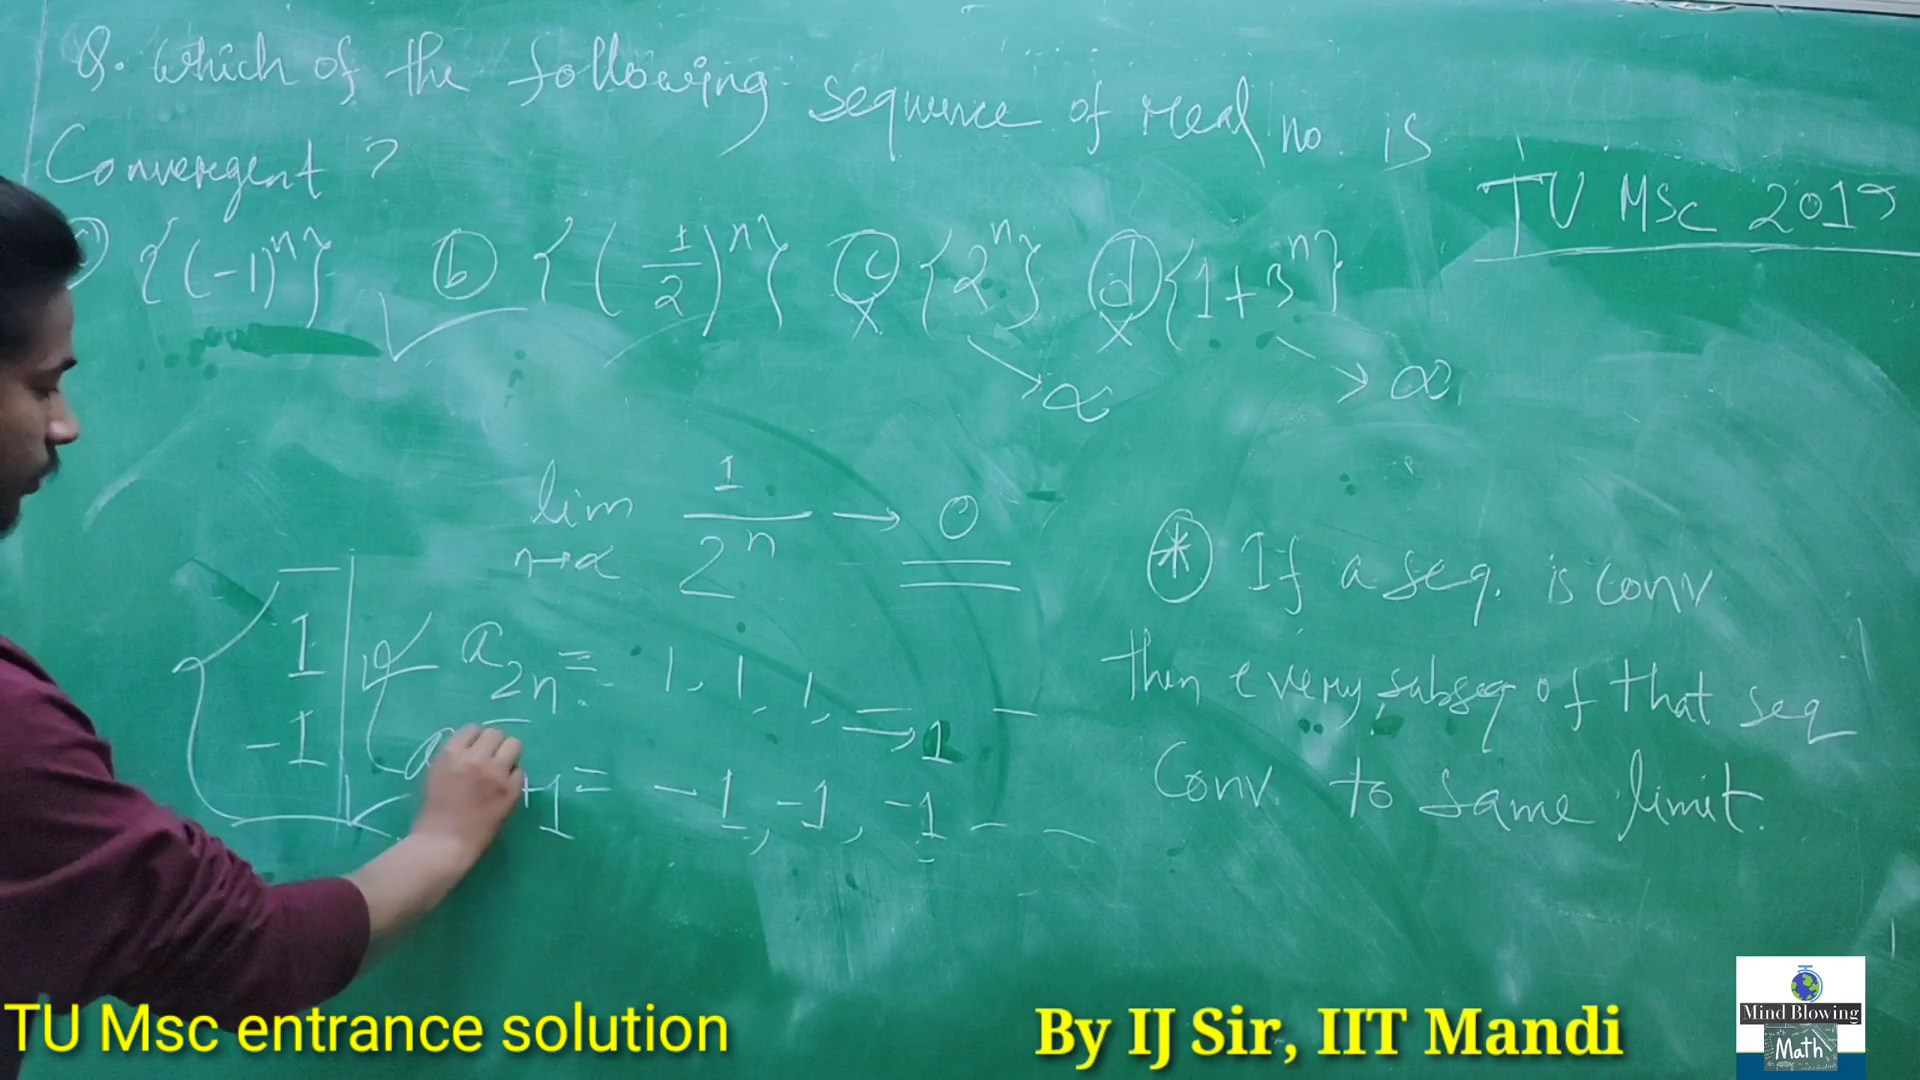 Q. Which of the following sequence of real no. is
Convergent ?
TU MSc 2019
{(-1)^n} (b) {(1/2)^n} (c) {2^n} (d) {1+3^n}
✓ × ×
→ ∝ → ∝
lim n→∝ 1/2^n → 0
1
-1
a_2n = 1, 1, 1, — — → 1
+1 = -1, -1, -1 — —
(*) If a seq. is conv.
then every subseq of that seq
Conv. to same limit.
TU Msc entrance solution
By IJ Sir, IIT Mandi
Mind Blowing
Math